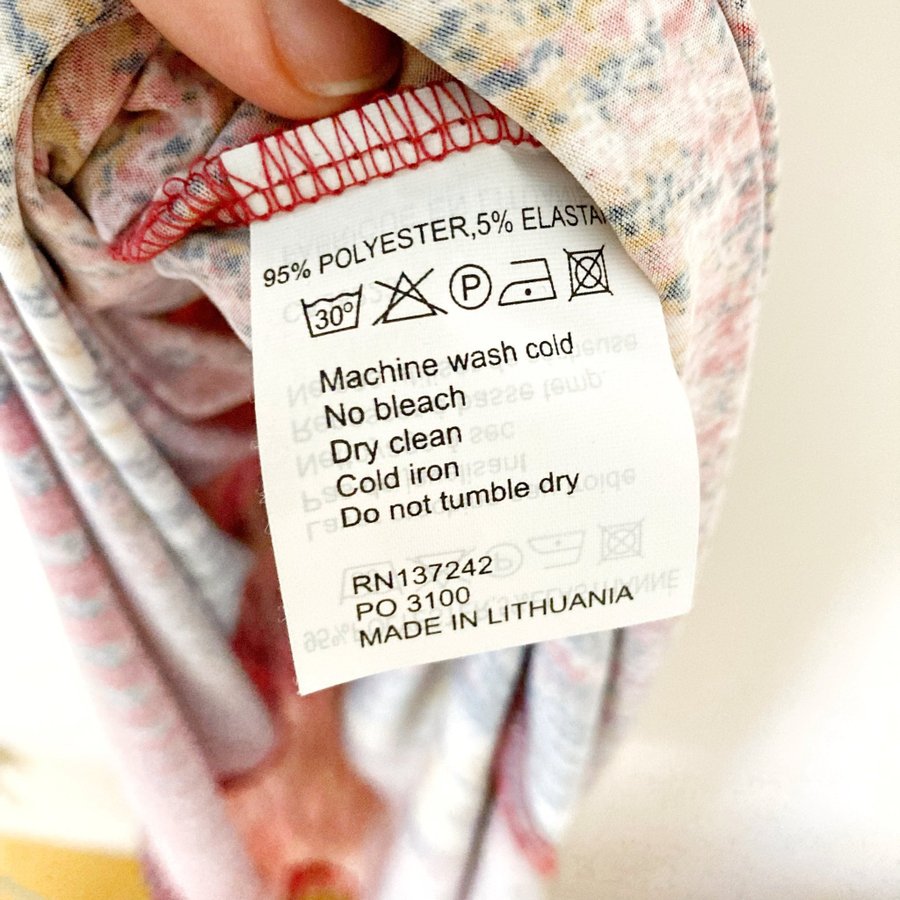 95% POLYESTER,5% ELASTA
30°
P
Machine wash cold
No bleach
Dry clean
Cold iron
Do not tumble dry
RN137242
PO 3100
MADE IN LITHUANIA